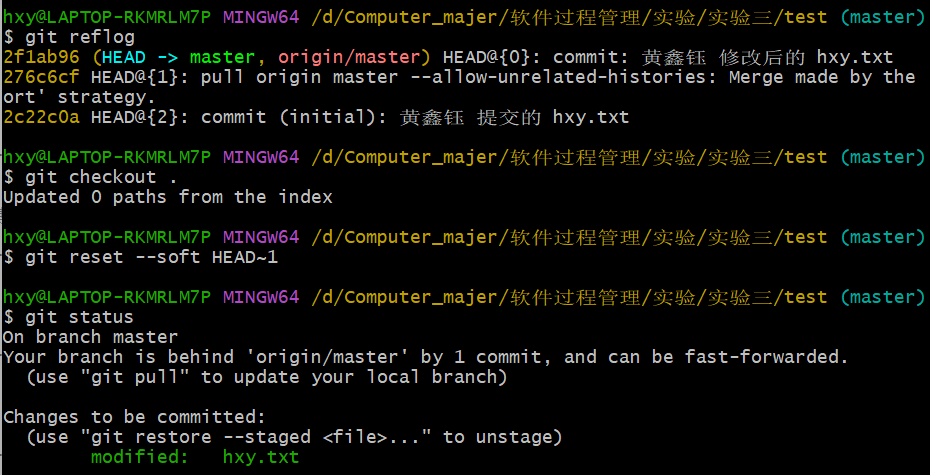 hxy@LAPTOP-RKMRLM7P MINGW64 /d/Computer_majer/软件过程管理/实验/实验三/test (master)
$ git reflog
2f1ab96 (HEAD -> master, origin/master) HEAD@{0}: commit: 黄鑫钰 修改后的 hxy.txt
276c6cf HEAD@{1}: pull origin master --allow-unrelated-histories: Merge made by the
ort' strategy.
2c22c0a HEAD@{2}: commit (initial): 黄鑫钰 提交的 hxy.txt
hxy@LAPTOP-RKMRLM7P MINGW64 /d/Computer_majer/软件过程管理/实验/实验三/test (master)
$ git checkout .
Updated 0 paths from the index
hxy@LAPTOP-RKMRLM7P MINGW64 /d/Computer_majer/软件过程管理/实验/实验三/test (master)
$ git reset --soft HEAD~1
hxy@LAPTOP-RKMRLM7P MINGW64 /d/Computer_majer/软件过程管理/实验/实验三/test (master)
$ git status
On branch master
Your branch is behind 'origin/master' by 1 commit, and can be fast-forwarded.
(use "git pull" to update your local branch)
Changes to be committed:
(use "git restore --staged <file>..." to unstage)
modified: hxy.txt